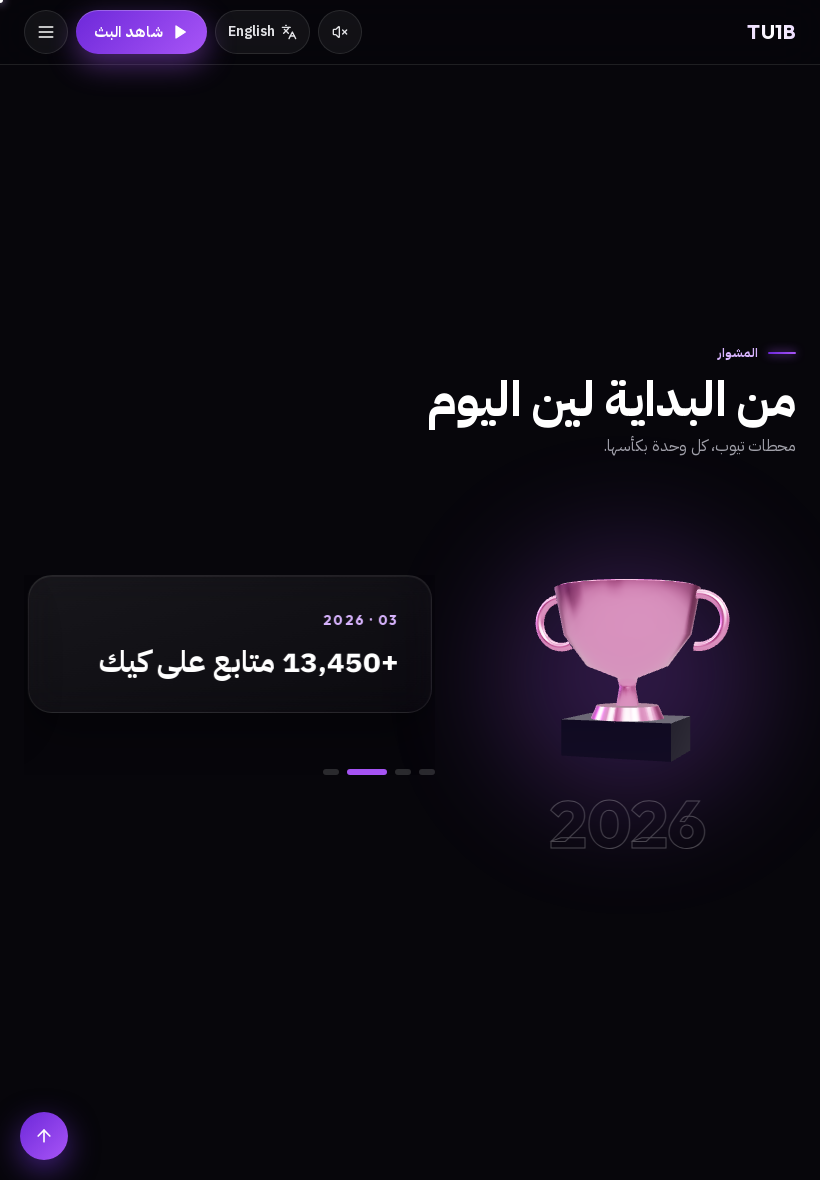 TU1B
English
شاهد البث
المشوار
من البداية لين اليوم
محطات تيوب، كل وحدة بكأسها.
2026 · 03
+13,450 متابع على كيك
2026